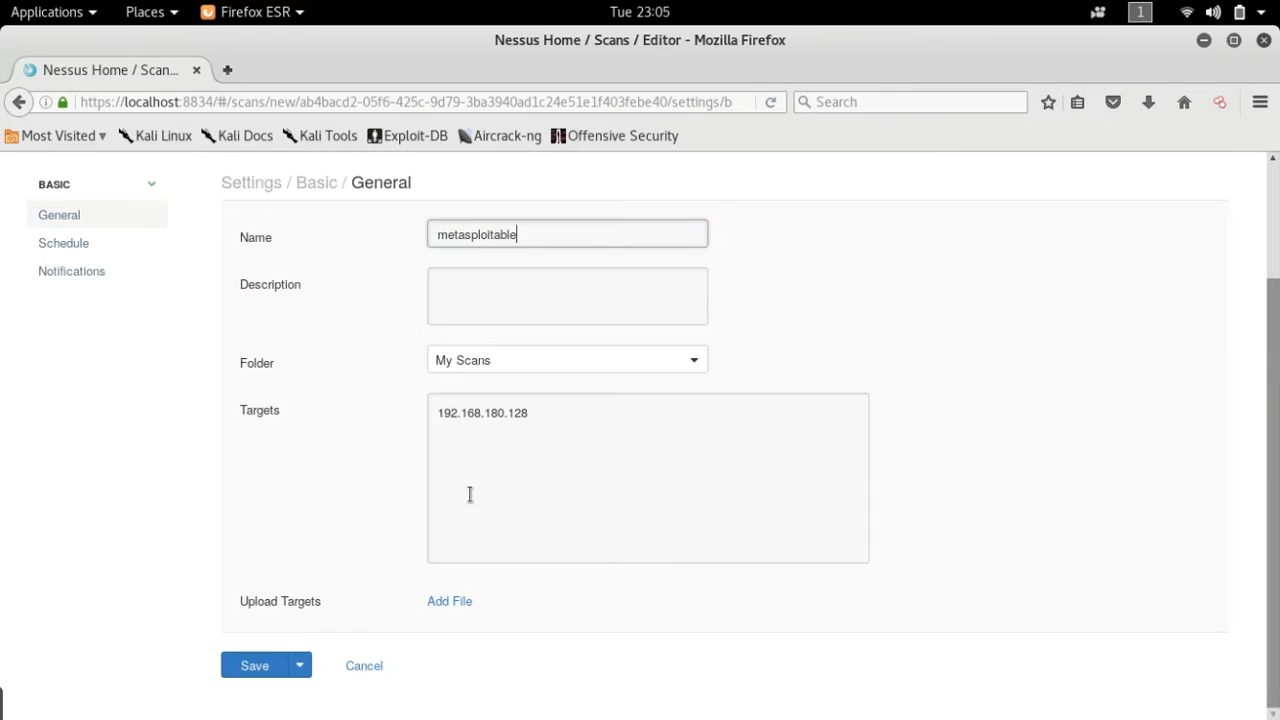 Applications Places Firefox ESR Tue 23:05 1
Nessus Home / Scans / Editor - Mozilla Firefox
Nessus Home / Scan...
https://localhost:8834/#/scans/new/ab4bacd2-05f6-425c-9d79-3ba3940ad1c24e51e1f403febe40/settings/b Search
Most Visited Kali Linux Kali Docs Kali Tools Exploit-DB Aircrack-ng Offensive Security
BASIC
General
Schedule
Notifications
Settings / Basic / General
Name metasploitable
Description
Folder My Scans
Targets 192.168.180.128
Upload Targets Add File
Save Cancel